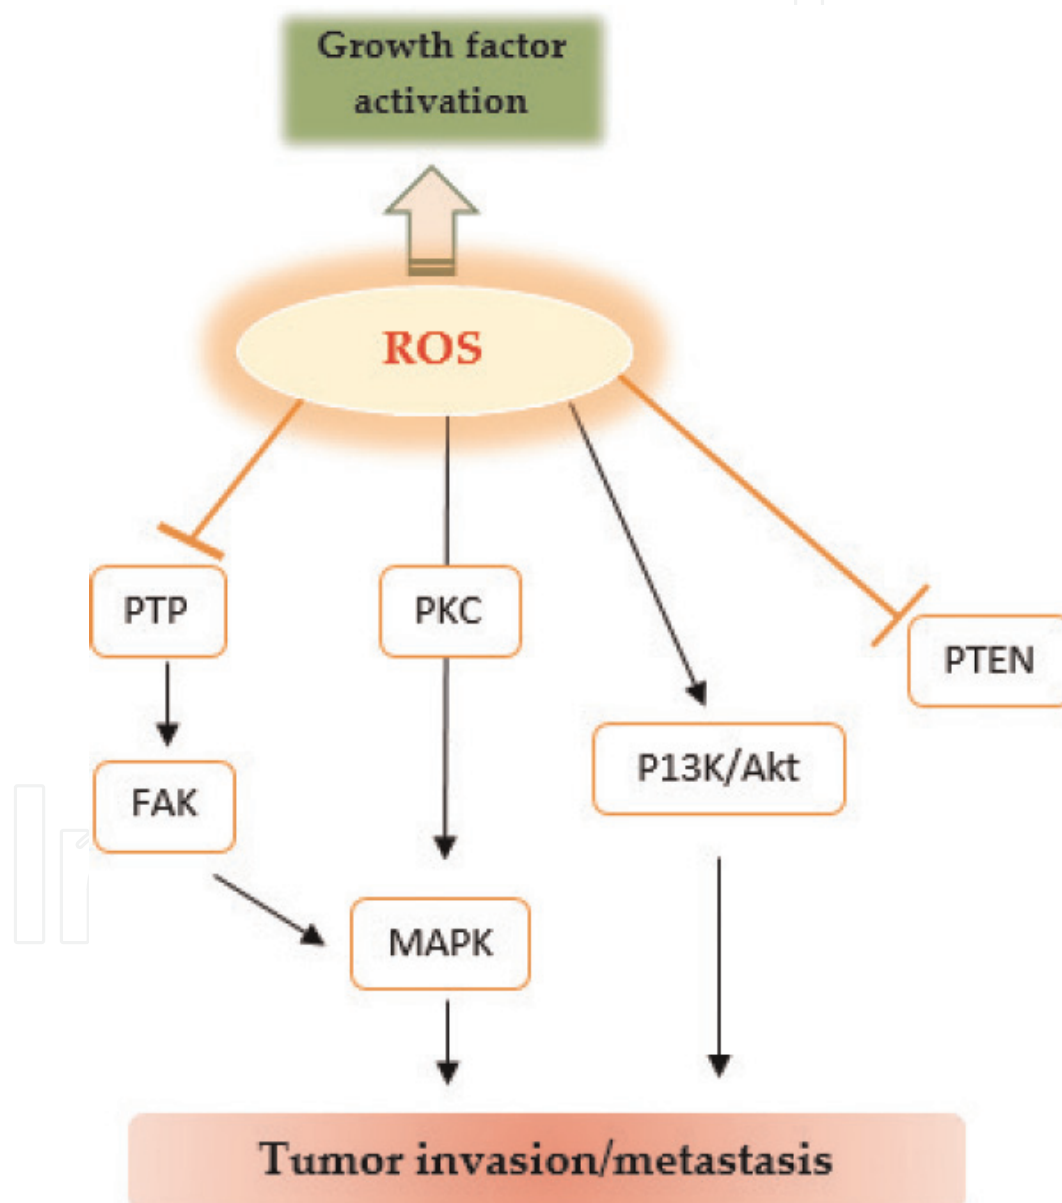 Growth factor
activation
ROS
PTP
PKC
PTEN
P13K/Akt
FAK
MAPK
Tumor invasion/metastasis